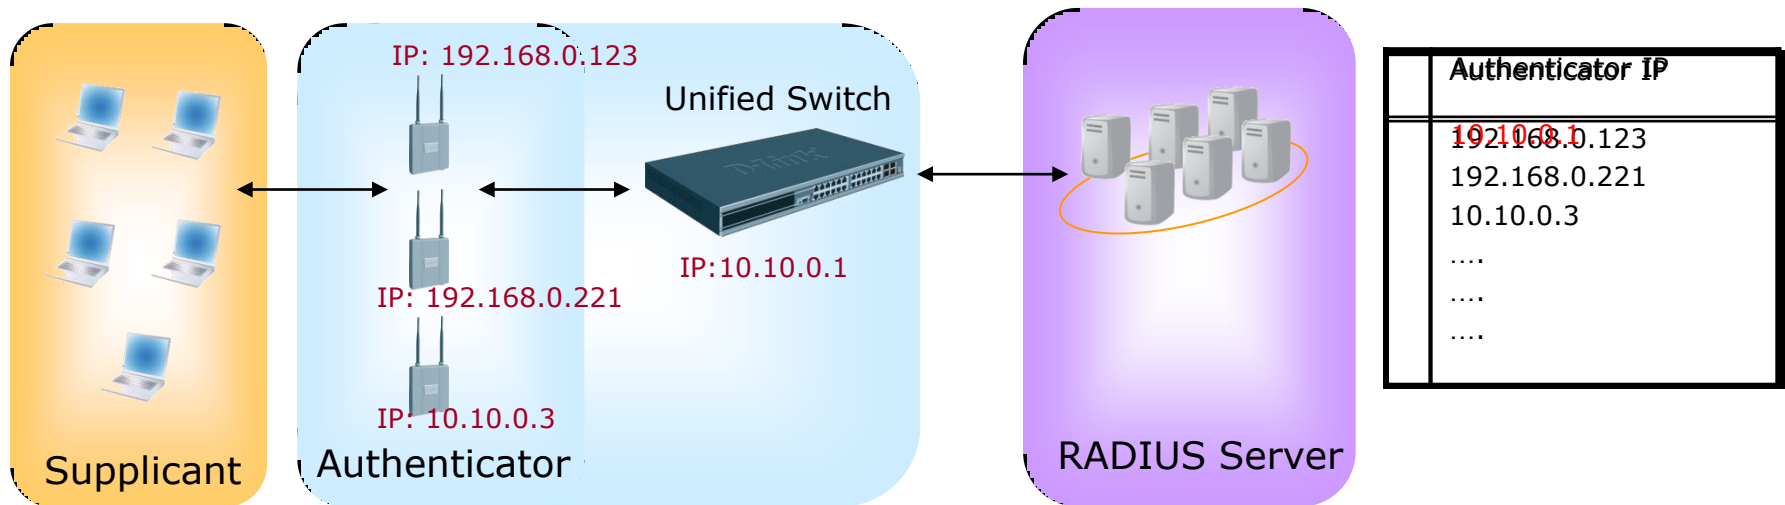 IP: 192.168.0.123
Unified Switch
D-Link
IP:10.10.0.1
IP: 192.168.0.221
IP: 10.10.0.3
Supplicant
Authenticator
RADIUS Server
Authenticator IP
10.10.0.1
192.168.0.123
192.168.0.221
10.10.0.3
….
….
….